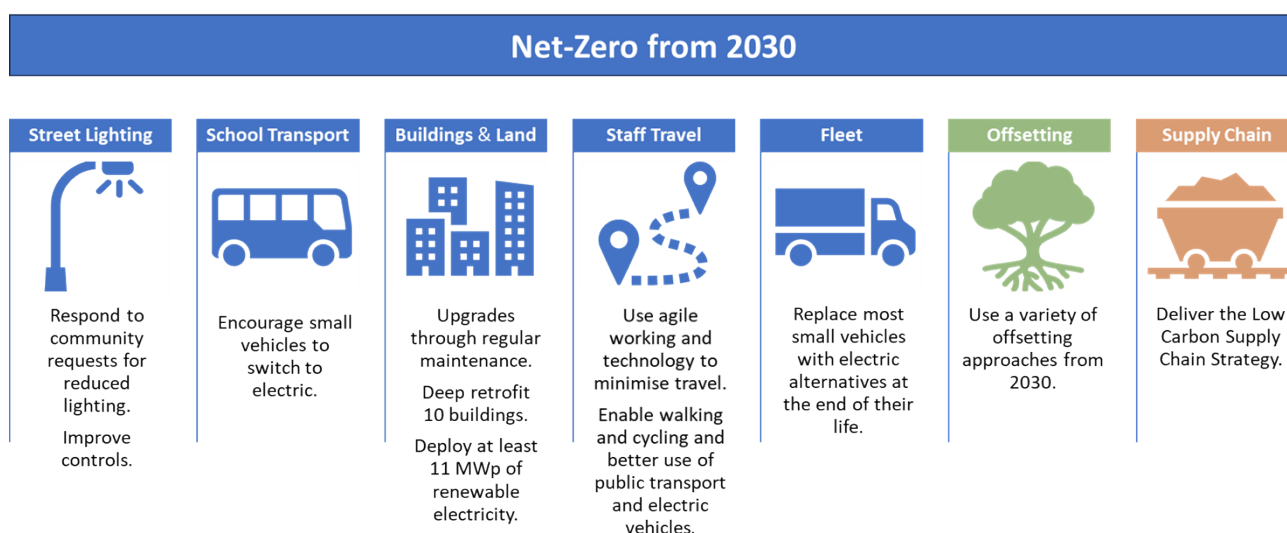 Net-Zero from 2030
Street Lighting
Respond to
community
requests for
reduced
lighting.
Improve
controls.
School Transport
Encourage small
vehicles to
switch to
electric.
Buildings & Land
Upgrades
through regular
maintenance.
Deep retrofit
10 buildings.
Deploy at least
11 MWp of
renewable
electricity.
Staff Travel
Use agile
working and
technology to
minimise travel.
Enable walking
and cycling and
better use of
public transport
and electric
vehicles.
Fleet
Replace most
small vehicles
with electric
alternatives at
the end of their
life.
Offsetting
Use a variety of
offsetting
approaches from
2030.
Supply Chain
Deliver the Low
Carbon Supply
Chain Strategy.